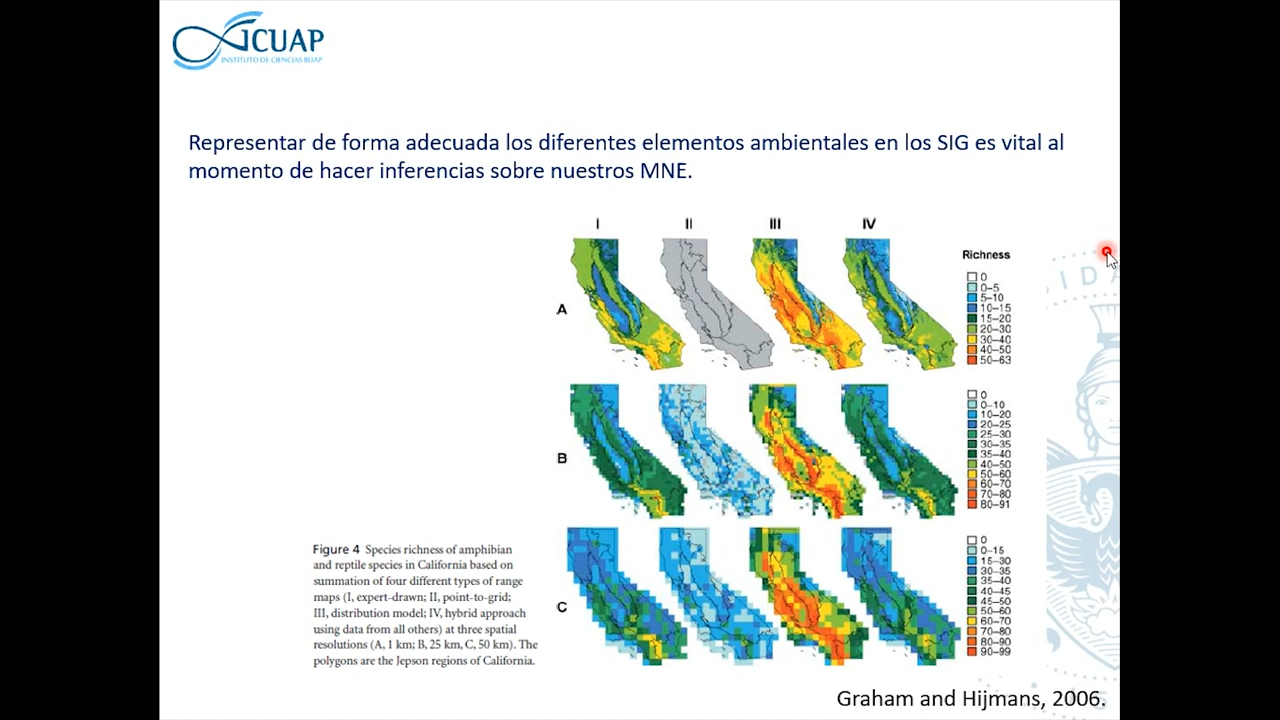 ICUAP
INSTITUTO DE CIENCIAS BUAP
Representar de forma adecuada los diferentes elementos ambientales en los SIG es vital al
momento de hacer inferencias sobre nuestros MNE.
I II III IV
A
Richness
0
0–5
5–10
10–15
15–20
20–30
30–40
40–50
50–63
B
0
0–10
10–20
20–25
25–30
30–35
35–40
40–50
50–60
60–70
70–80
80–91
C
0
0–15
15–30
30–35
35–40
40–45
45–50
50–60
60–70
70–80
80–90
90–99
Figure 4 Species richness of amphibian
and reptile species in California based on
summation of four different types of range
maps (I, expert-drawn; II, point-to-grid;
III, distribution model; IV, hybrid approach
using data from all others) at three spatial
resolutions (A, 1 km; B, 25 km, C, 50 km). The
polygons are the Jepson regions of California.
Graham and Hijmans, 2006.